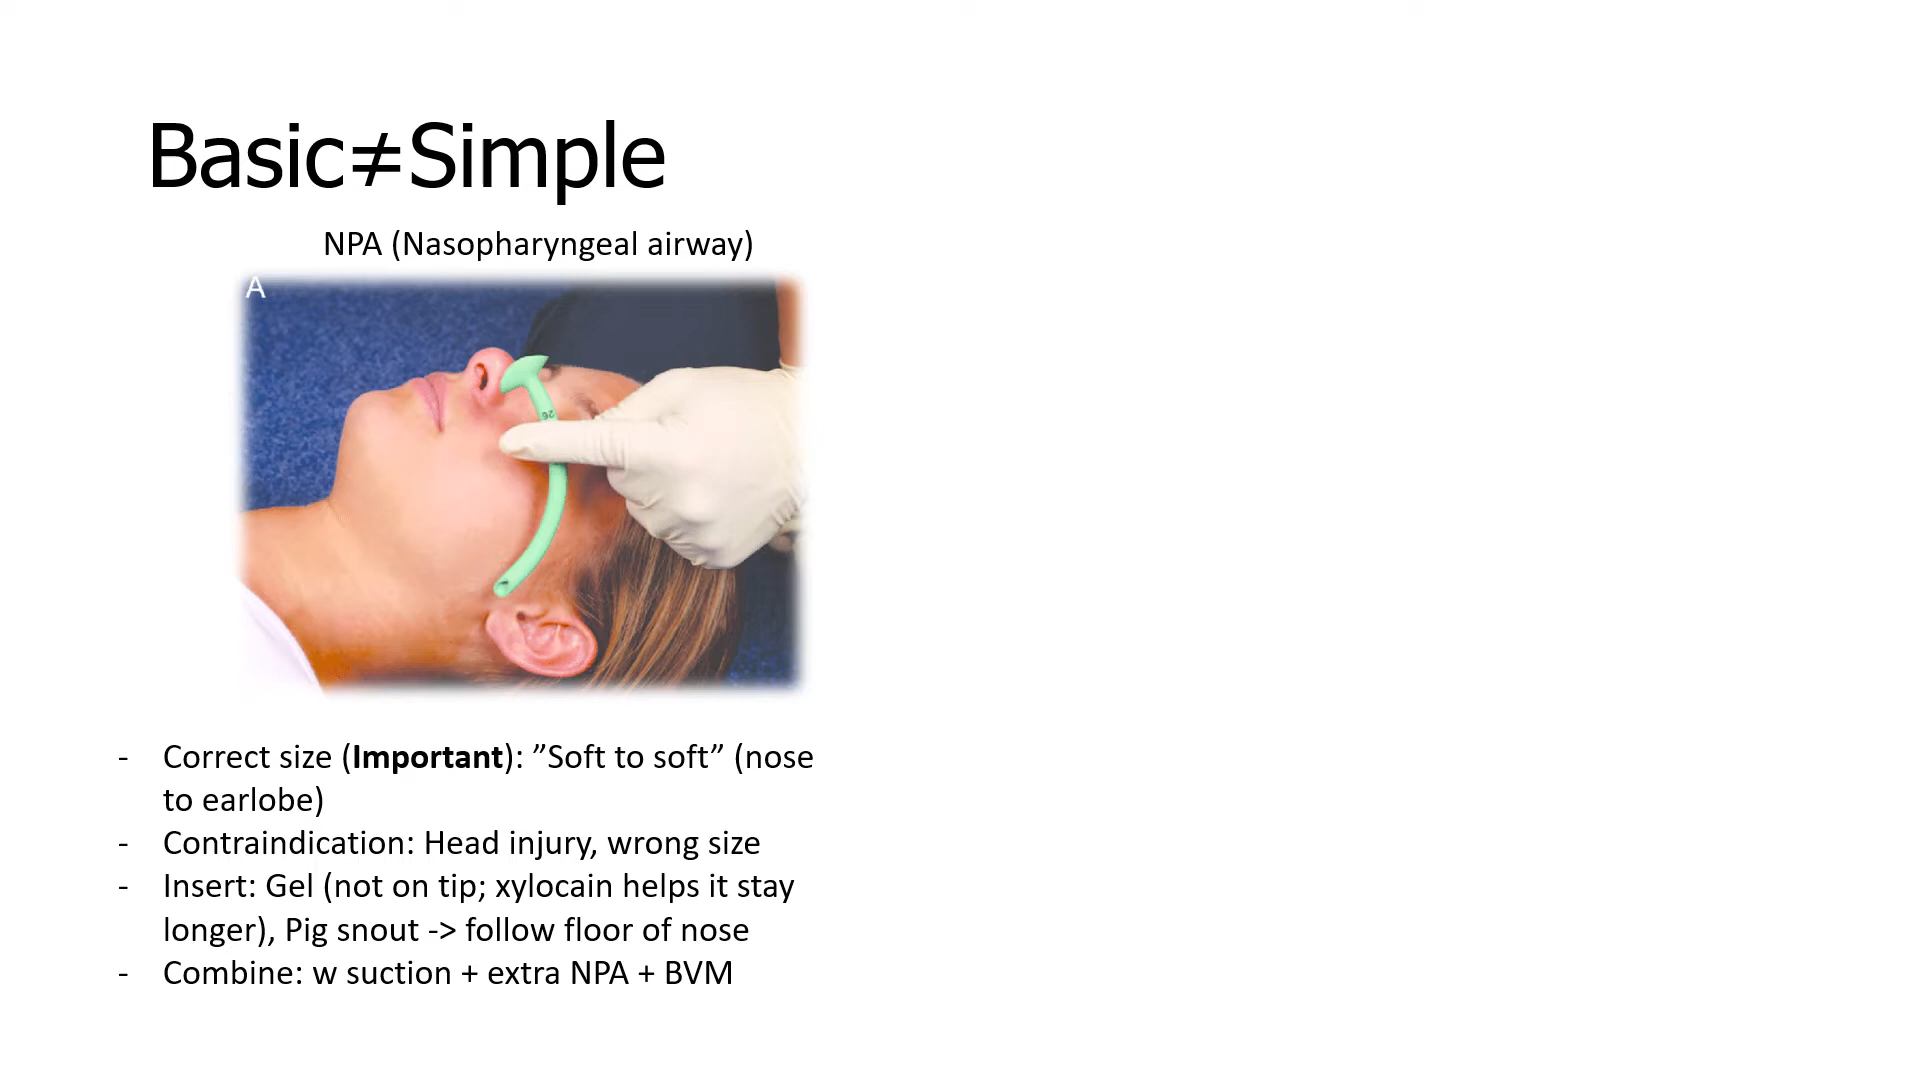 Basic≠Simple
NPA (Nasopharyngeal airway)
A
26
- Correct size (Important): ”Soft to soft” (nose
to earlobe)
- Contraindication: Head injury, wrong size
- Insert: Gel (not on tip; xylocain helps it stay
longer), Pig snout -> follow floor of nose
- Combine: w suction + extra NPA + BVM